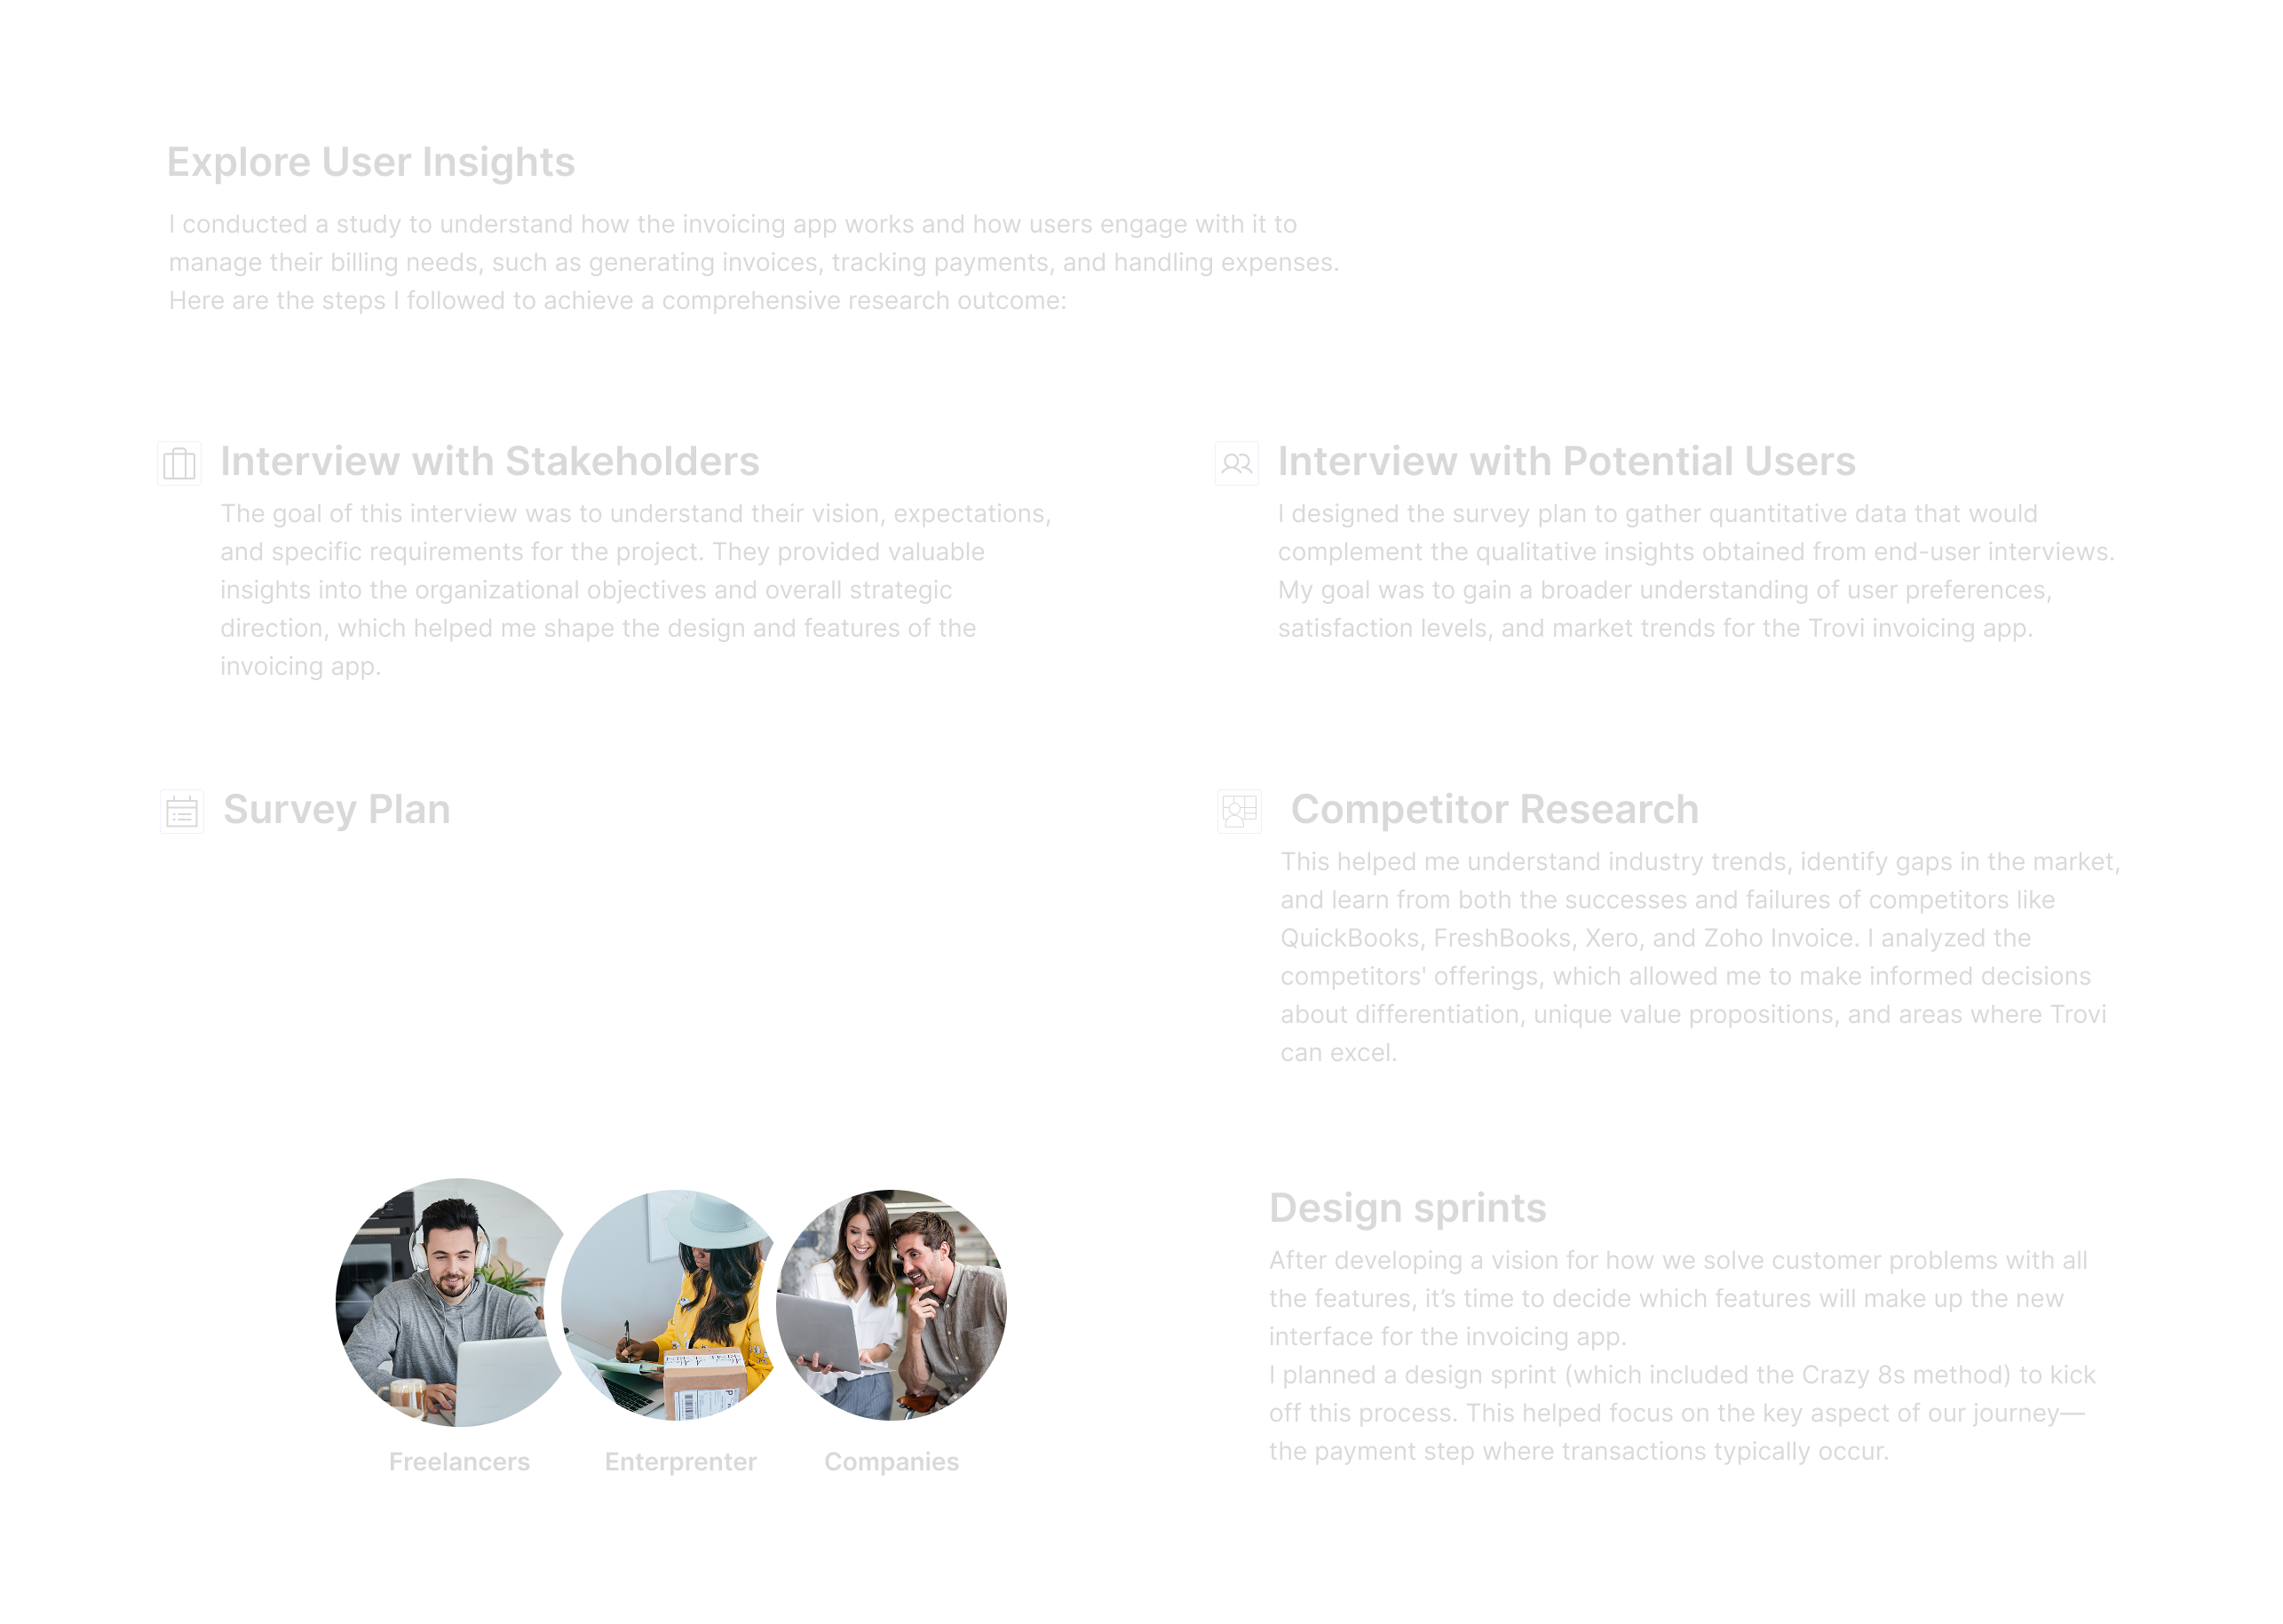 Explore User Insights
I conducted a study to understand how the invoicing app works and how users engage with it to
manage their billing needs, such as generating invoices, tracking payments, and handling expenses.
Here are the steps I followed to achieve a comprehensive research outcome:
Interview with Stakeholders
The goal of this interview was to understand their vision, expectations,
and specific requirements for the project. They provided valuable
insights into the organizational objectives and overall strategic
direction, which helped me shape the design and features of the
invoicing app.
Interview with Potential Users
I designed the survey plan to gather quantitative data that would
complement the qualitative insights obtained from end-user interviews.
My goal was to gain a broader understanding of user preferences,
satisfaction levels, and market trends for the Trovi invoicing app.
Survey Plan
Competitor Research
This helped me understand industry trends, identify gaps in the market,
and learn from both the successes and failures of competitors like
QuickBooks, FreshBooks, Xero, and Zoho Invoice. I analyzed the
competitors' offerings, which allowed me to make informed decisions
about differentiation, unique value propositions, and areas where Trovi
can excel.
Freelancers
Enterprenter
Companies
Design sprints
After developing a vision for how we solve customer problems with all
the features, it’s time to decide which features will make up the new
interface for the invoicing app.
I planned a design sprint (which included the Crazy 8s method) to kick
off this process. This helped focus on the key aspect of our journey—
the payment step where transactions typically occur.